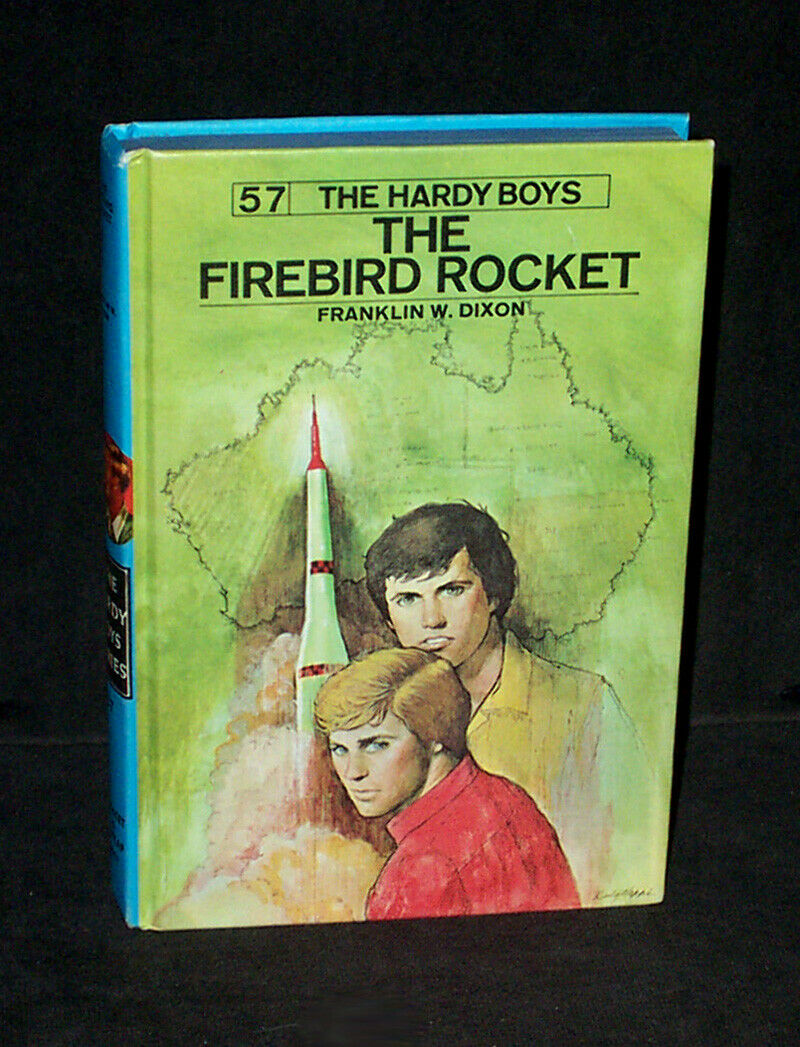 57 THE HARDY BOYS
THE
FIREBIRD ROCKET
FRANKLIN W. DIXON